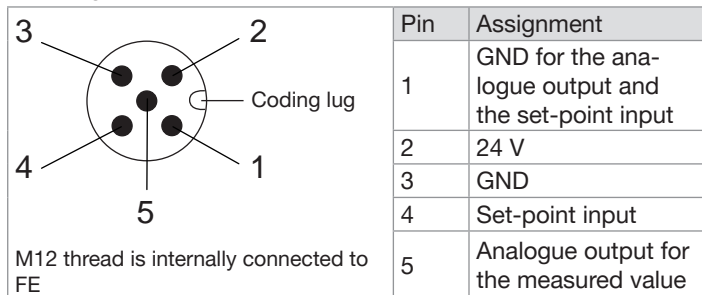 3
2
Coding lug
4
1
5
M12 thread is internally connected to
FE
Pin Assignment
1
GND for the ana-
logue output and
the set-point input
2 24 V
3 GND
4 Set-point input
5
Analogue output for
the measured value